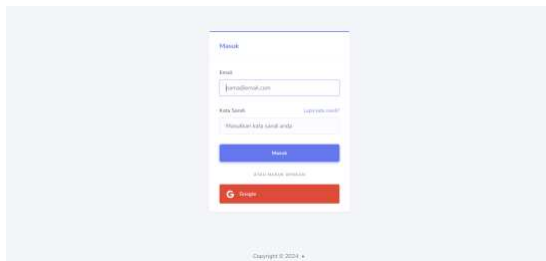 Masuk
Email
nama@email.com
Kata Sandi
Lupa kata sandi?
Masukkan kata sandi anda
Masuk
ATAU MASUK DENGAN
Google
Copyright © 2024